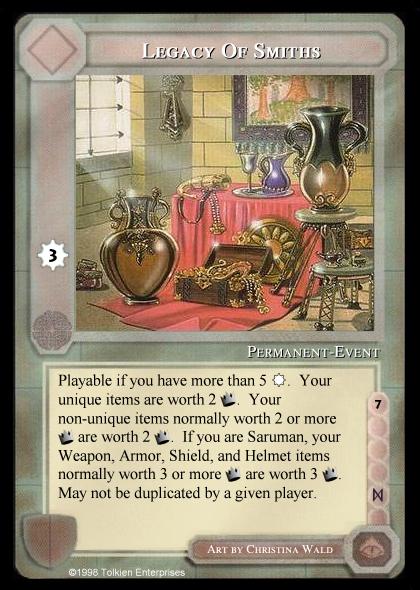 Legacy Of Smiths
3
Permanent-Event
Playable if you have more than 5 . Your
unique items are worth 2 . Your
non-unique items normally worth 2 or more
are worth 2 . If you are Saruman, your
Weapon, Armor, Shield, and Helmet items
normally worth 3 or more are worth 3 .
May not be duplicated by a given player.
7
Art by Christina Wald
©1998 Tolkien Enterprises